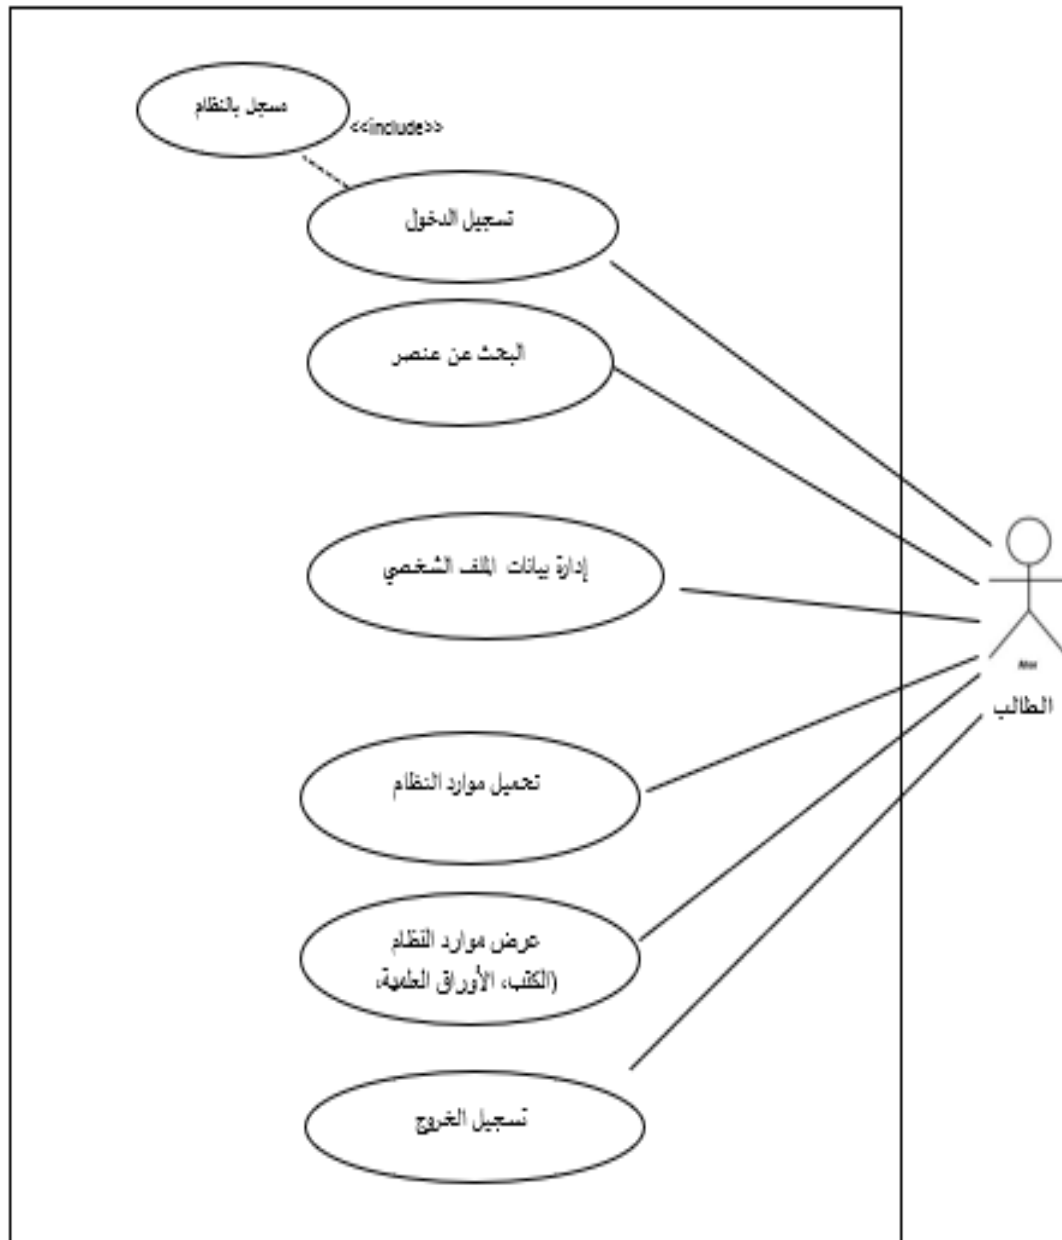 مسجل بالنظام
<<include>>
تسجيل الدخول
البحث عن عنصر
إدارة بيانات الملف الشخصي
الطالب
تحميل موارد النظام
عرض موارد النظام
(الكتب، الأوراق العلمية،
تسجيل الخروج